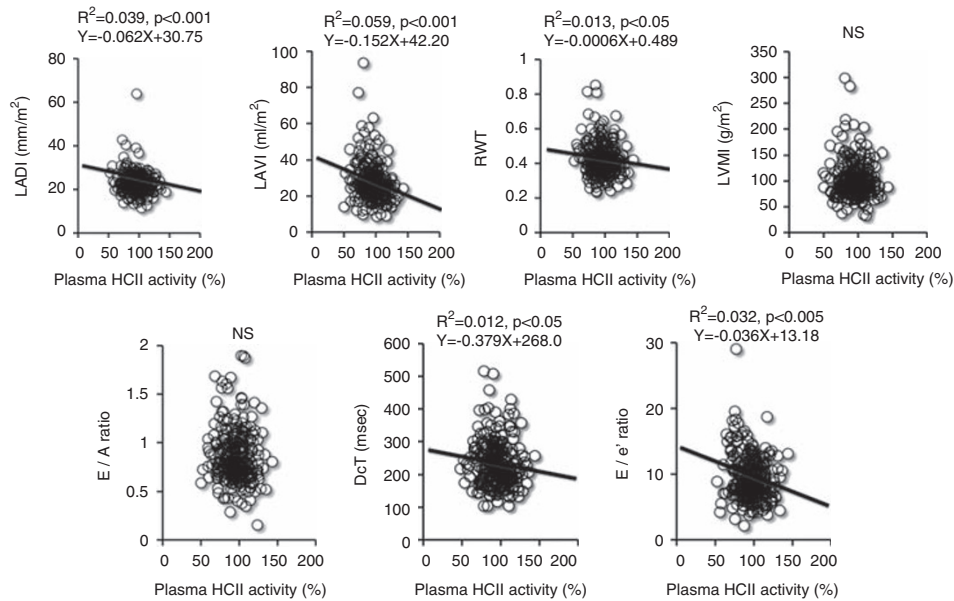 R²=0.039, p<0.001
Y=-0.062X+30.75
LADI (mm/m²)
80
60
40
20
0
0 50 100 150 200
Plasma HCII activity (%)
R²=0.059, p<0.001
Y=-0.152X+42.20
LAVI (ml/m²)
100
80
60
40
20
0
0 50 100 150 200
Plasma HCII activity (%)
R²=0.013, p<0.05
Y=-0.0006X+0.489
RWT
1
0.8
0.6
0.4
0.2
0
0 50 100 150 200
Plasma HCII activity (%)
NS
LVMI (g/m²)
350
300
250
200
150
100
50
0
0 50 100 150 200
Plasma HCII activity (%)
NS
E / A ratio
2
1.5
1
0.5
0
0 50 100 150 200
Plasma HCII activity (%)
R²=0.012, p<0.05
Y=-0.379X+268.0
DcT (msec)
600
500
400
300
200
100
0
0 50 100 150 200
Plasma HCII activity (%)
R²=0.032, p<0.005
Y=-0.036X+13.18
E / e' ratio
30
20
10
0
0 50 100 150 200
Plasma HCII activity (%)